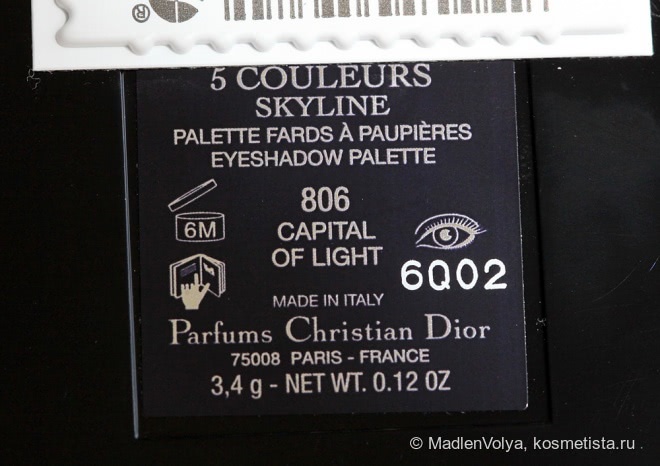 ®
5 COULEURS
SKYLINE
PALETTE FARDS À PAUPIÈRES
EYESHADOW PALETTE
6M
806
CAPITAL
OF LIGHT
6Q02
MADE IN ITALY
Parfums Christian Dior
75008 PARIS - FRANCE
3,4 g - NET WT. 0.12 OZ
© MadlenVolya, kosmetista.ru